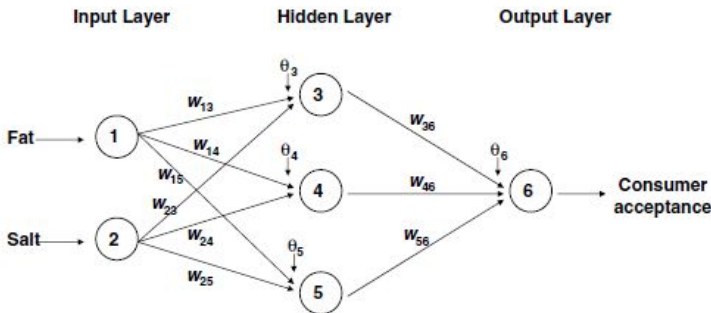 Input Layer Hidden Layer Output Layer
θ3
3
w13
Fat 1 w36
w14 θ4 θ6
w15 4 w46 6 Consumer
acceptance
w23
Salt 2 w24 θ5 w56
w25
5